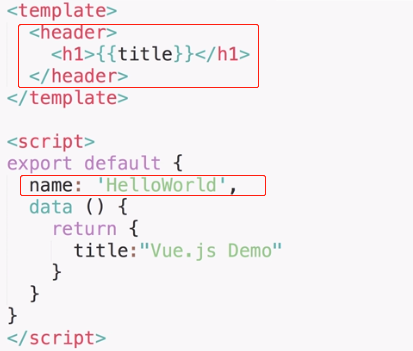 <template>
  <header>
    <h1>{{title}}</h1>
  </header>
</template>

<script>
export default {
  name: 'HelloWorld',
  data () {
    return {
      title:"Vue.js Demo"
    }
  }
}
</script>